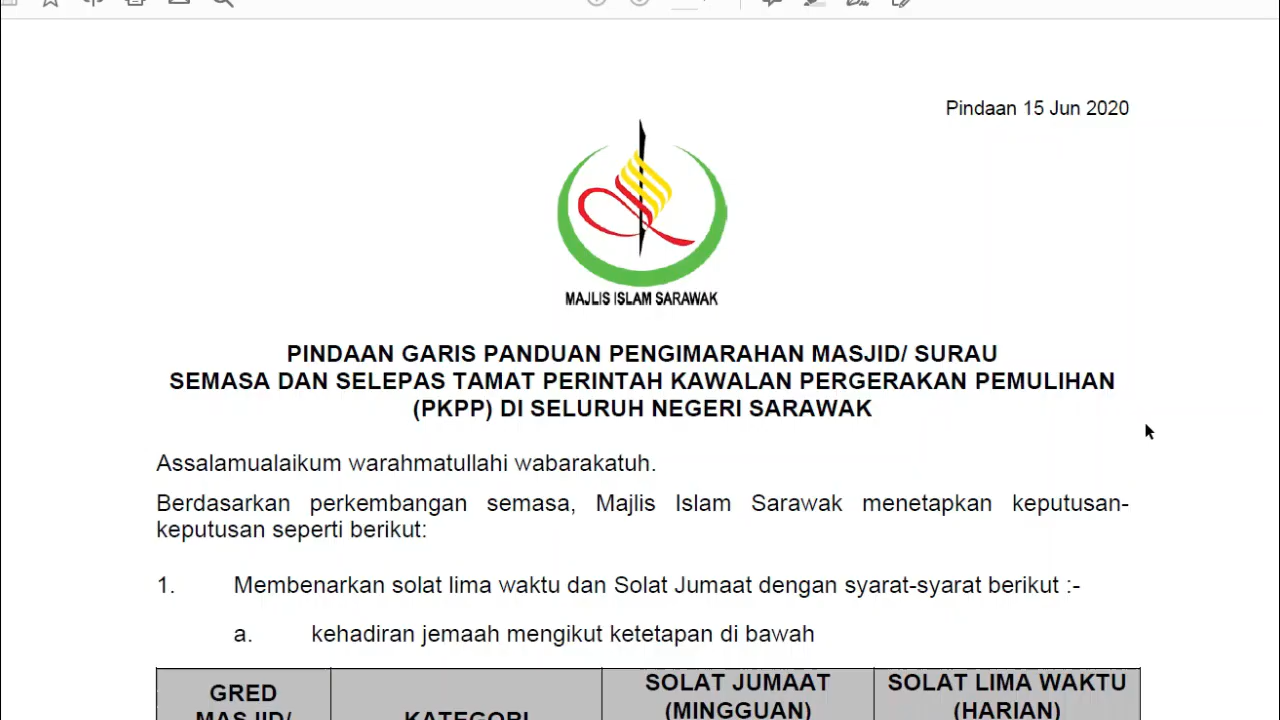 Pindaan 15 Jun 2020
MAJLIS ISLAM SARAWAK
PINDAAN GARIS PANDUAN PENGIMARAHAN MASJID/ SURAU
SEMASA DAN SELEPAS TAMAT PERINTAH KAWALAN PERGERAKAN PEMULIHAN
(PKPP) DI SELURUH NEGERI SARAWAK
Assalamualaikum warahmatullahi wabarakatuh.
Berdasarkan perkembangan semasa, Majlis Islam Sarawak menetapkan keputusan-
keputusan seperti berikut:
1. Membenarkan solat lima waktu dan Solat Jumaat dengan syarat-syarat berikut :-
a. kehadiran jemaah mengikut ketetapan di bawah
GRED
MASJID/
KATEGORI
SOLAT JUMAAT
(MINGGUAN)
SOLAT LIMA WAKTU
(HARIAN)